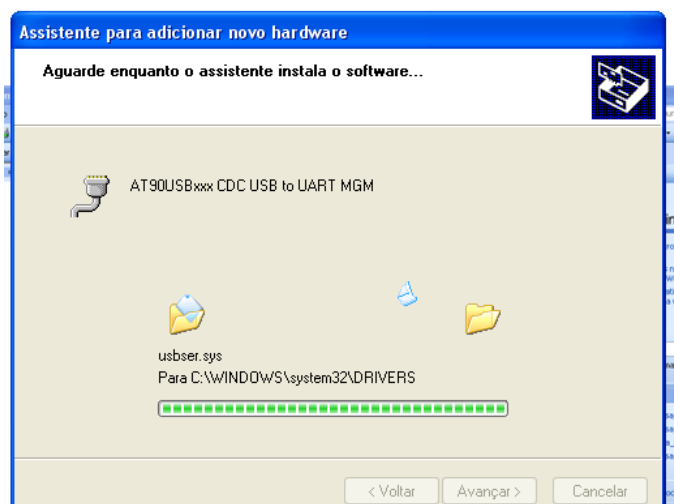 Assistente para adicionar novo hardware
Aguarde enquanto o assistente instala o software...
AT90USBxxx CDC USB to UART MGM
usbser.sys
Para C:\WINDOWS\system32\DRIVERS
< Voltar
Avançar >
Cancelar